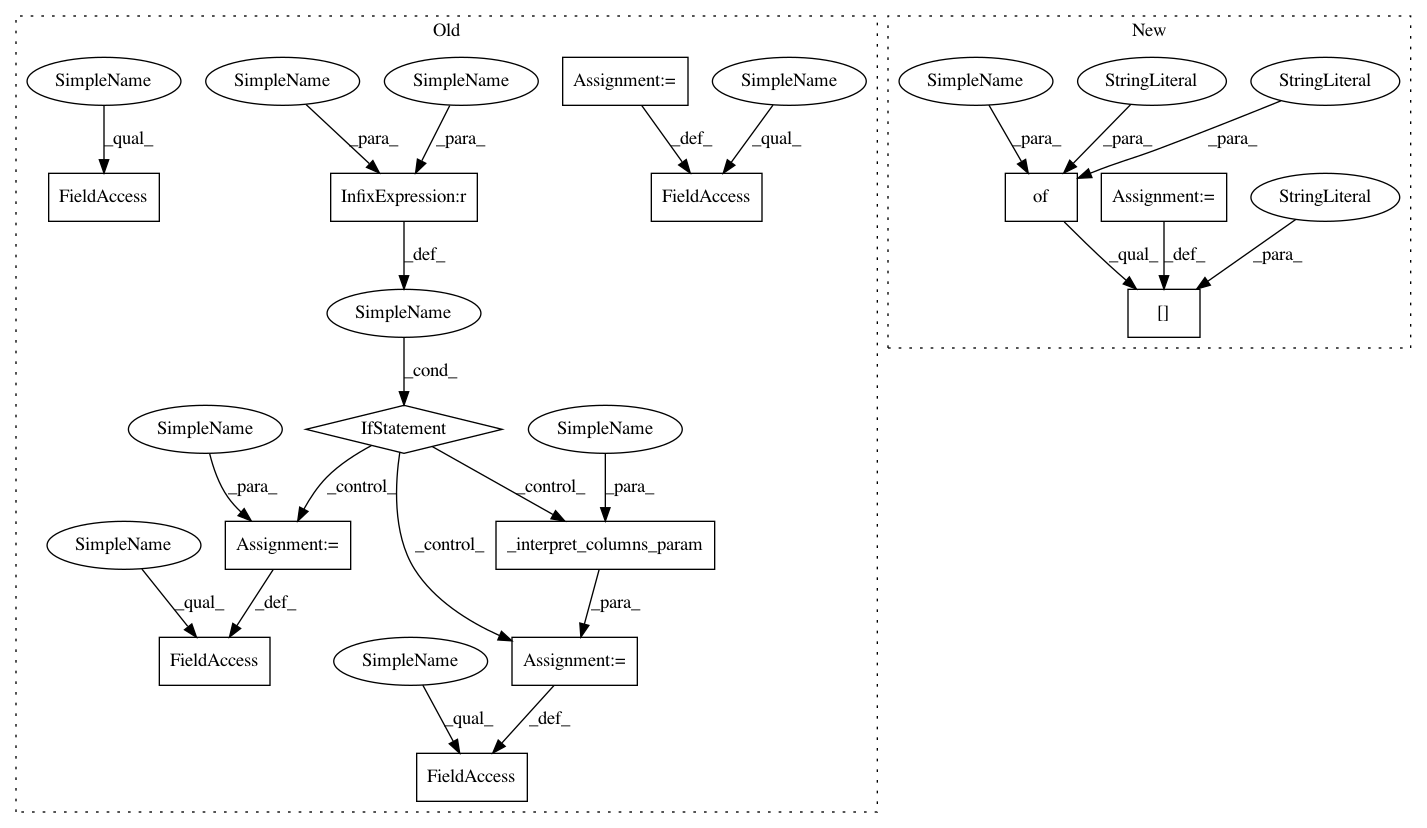 Old
New
SimpleName
SimpleName
SimpleName
Assignment:=
SimpleName
SimpleName
StringLiteral
StringLiteral
_qual_
_para_
_para_
_def_
_qual_
_para_
_para_
_para_
FieldAccess
InfixExpression:r
FieldAccess
of
Assignment:=
StringLiteral
_def_
_qual_
_def_
_para_
SimpleName
[]
_cond_
SimpleName
IfStatement
SimpleName
_para_
_control_
_control_
_para_
SimpleName
Assignment:=
_control_
_interpret_columns_param
_qual_
_def_
_para_
FieldAccess
SimpleName
Assignment:=
_qual_
_def_
FieldAccess